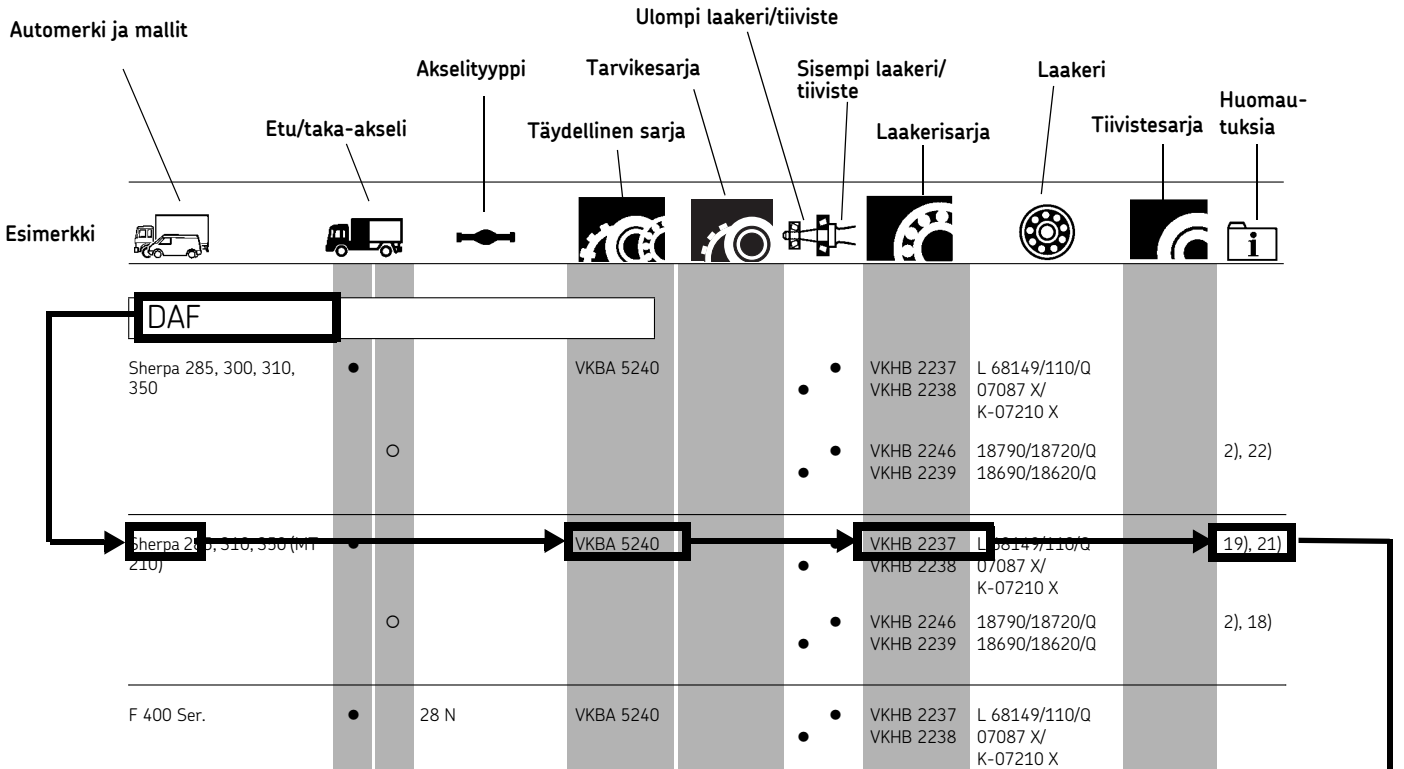 Ulompi laakeri/tiiviste
Automerki ja mallit
Akselityyppi
Tarvikesarja
Sisempi laakeri/
tiiviste
Laakeri
Huomau-
tuksia
Etu/taka-akseli
Täydellinen sarja
Laakerisarja
Tiivistesarja
Esimerkki
i
DAF
Sherpa 285, 300, 310, VKBA 5240 VKHB 2237 L 68149/110/Q
350 VKHB 2238 07087 X/
K-07210 X
VKHB 2246 18790/18720/Q 2), 22)
VKHB 2239 18690/18620/Q
Sherpa 285, 310, 350 (MT VKBA 5240 VKHB 2237 L 68149/110/Q 19), 21)
210) VKHB 2238 07087 X/
K-07210 X
VKHB 2246 18790/18720/Q 2), 18)
VKHB 2239 18690/18620/Q
F 400 Ser. 28 N VKBA 5240 VKHB 2237 L 68149/110/Q
VKHB 2238 07087 X/
K-07210 X